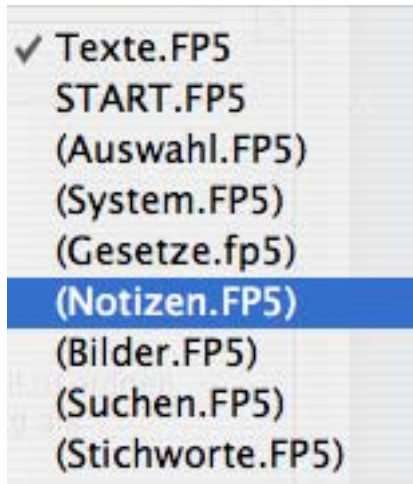 ✓ Texte.FP5
START.FP5
(Auswahl.FP5)
(System.FP5)
(Gesetze.fp5)
(Notizen.FP5)
(Bilder.FP5)
(Suchen.FP5)
(Stichworte.FP5)